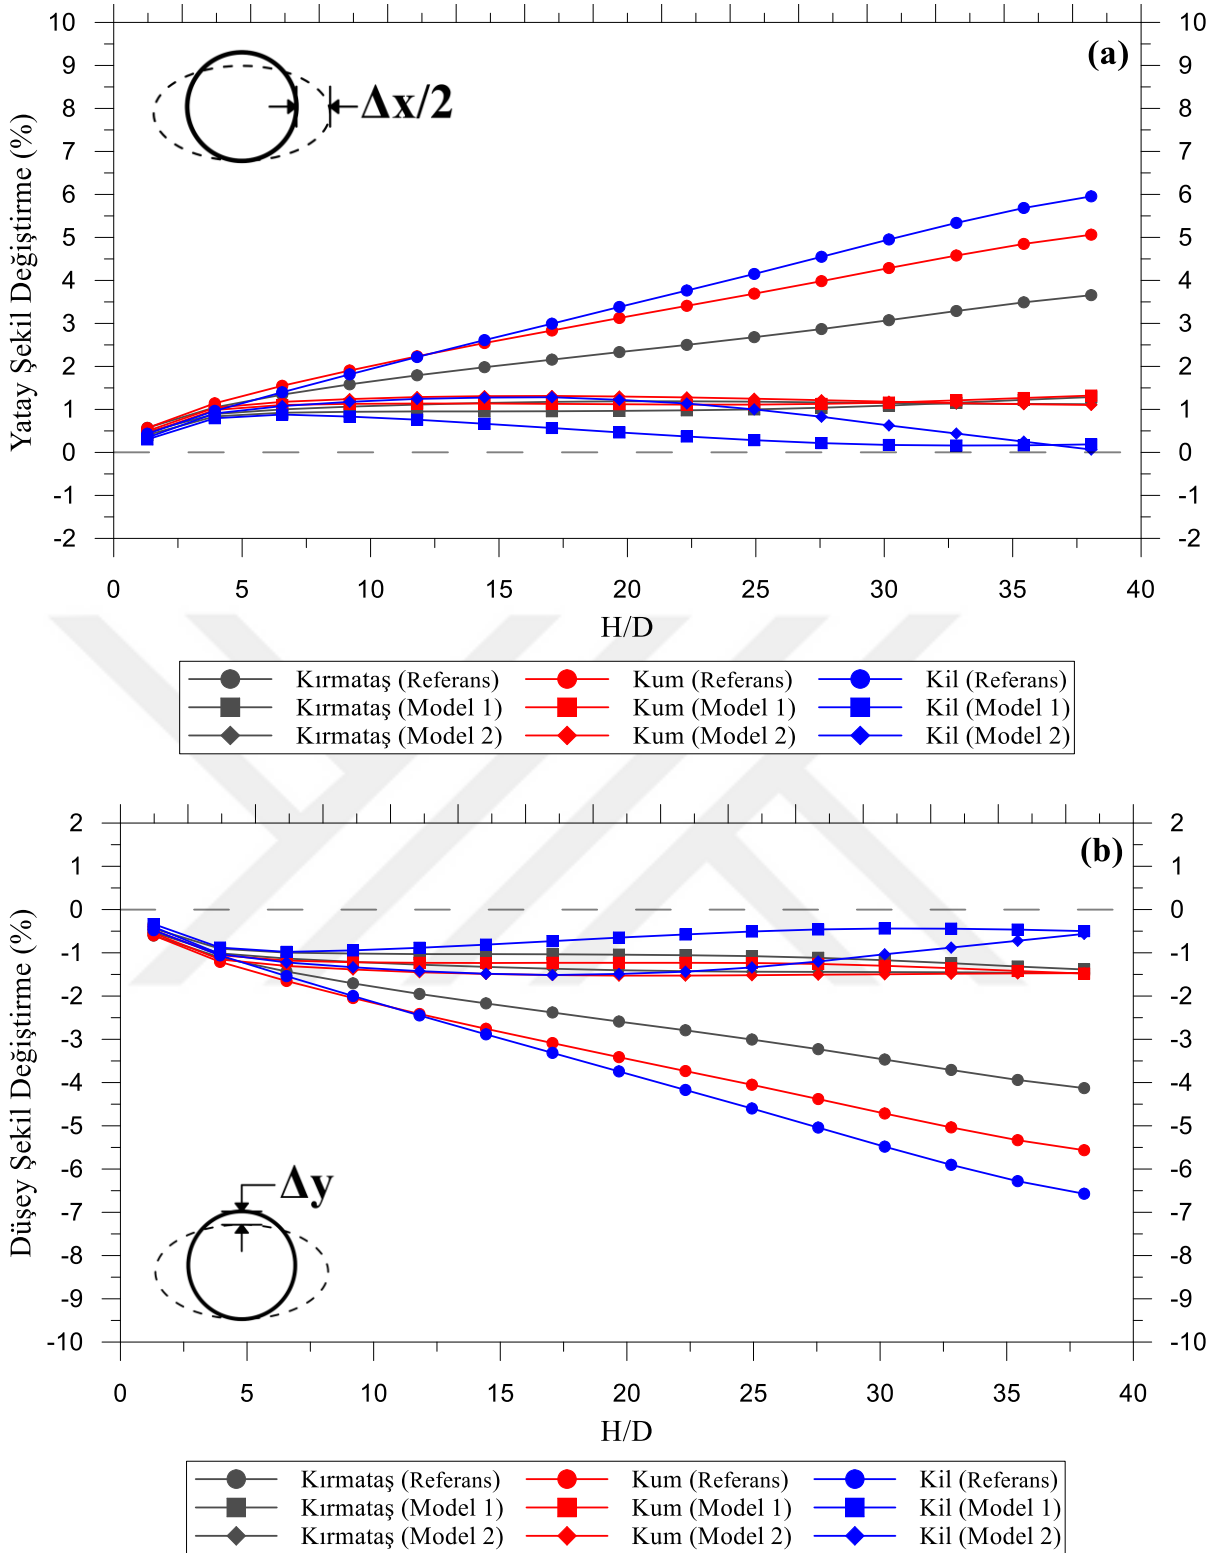 (a)
Δx/2
Yatay Şekil Değiştirme (%)
10 9 8 7 6 5 4 3 2 1 0 -1 -2
10 9 8 7 6 5 4 3 2 1 0 -1 -2
0 5 10 15 20 25 30 35 40
H/D
Kırmataş (Referans) Kum (Referans) Kil (Referans)
Kırmataş (Model 1) Kum (Model 1) Kil (Model 1)
Kırmataş (Model 2) Kum (Model 2) Kil (Model 2)
(b)
Δy
Düşey Şekil Değiştirme (%)
2 1 0 -1 -2 -3 -4 -5 -6 -7 -8 -9 -10
2 1 0 -1 -2 -3 -4 -5 -6 -7 -8 -9 -10
0 5 10 15 20 25 30 35 40
H/D
Kırmataş (Referans) Kum (Referans) Kil (Referans)
Kırmataş (Model 1) Kum (Model 1) Kil (Model 1)
Kırmataş (Model 2) Kum (Model 2) Kil (Model 2)